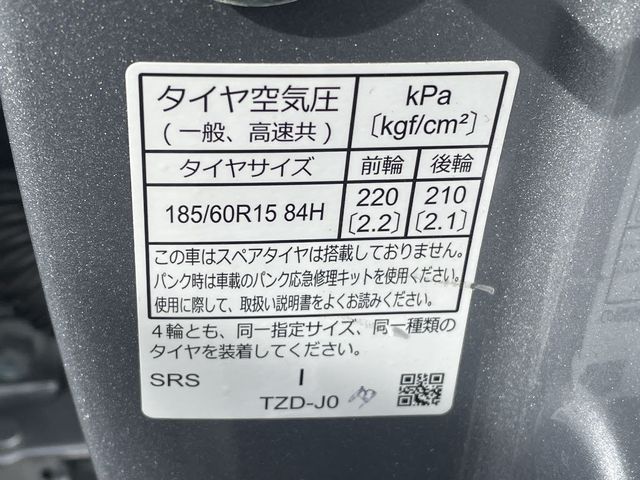 タイヤ空気圧
(一般、高速共)
kPa
〔kgf/cm²〕
タイヤサイズ 前輪 後輪
185/60R15 84H 220 210
〔2.2〕 〔2.1〕
この車はスペアタイヤは搭載しておりません。
パンク時は車載のパンク応急修理キットを使用ください。
使用に際して、取扱い説明書をよくお読みください。
4輪とも、同一指定サイズ、同一種類の
タイヤを装着してください。
SRS I
TZD-J0